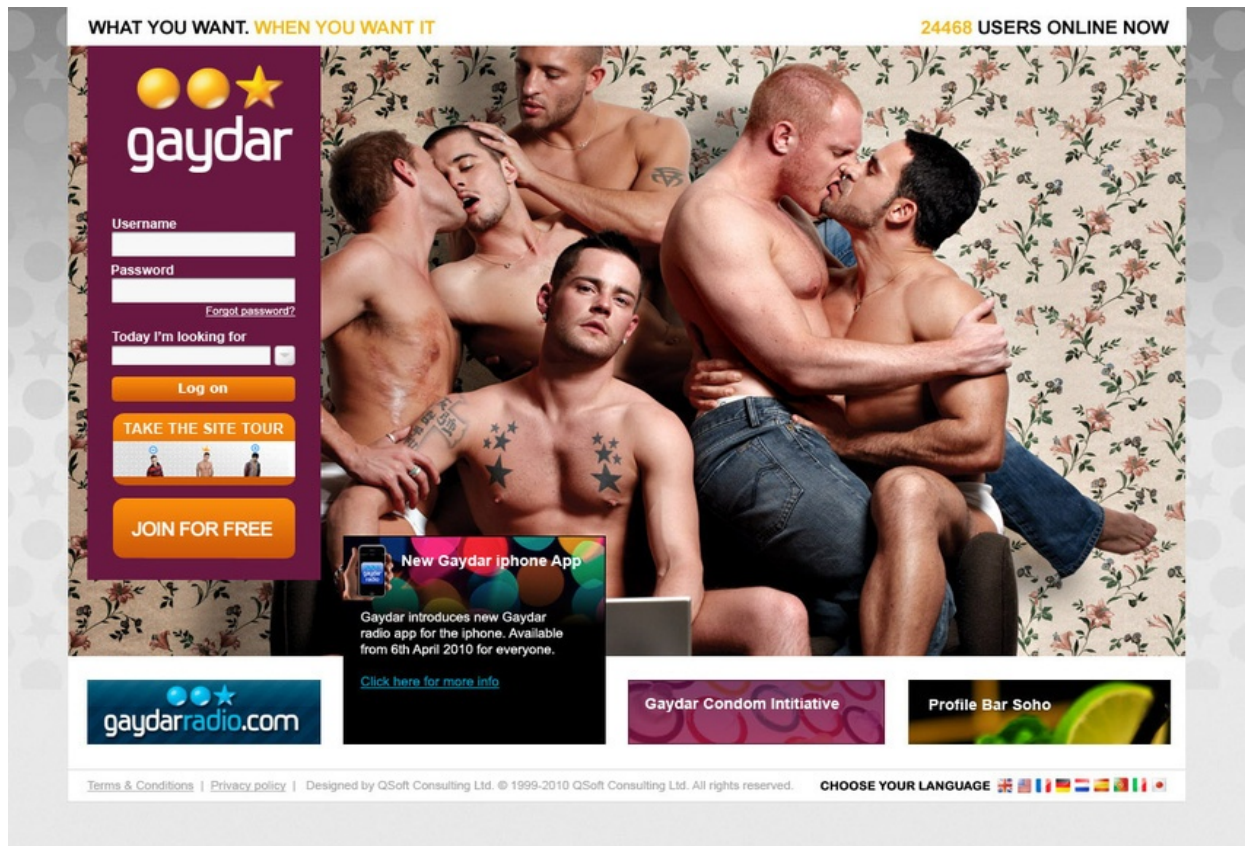 WHAT YOU WANT. WHEN YOU WANT IT
24468 USERS ONLINE NOW
gaydar
Username
Password
Forgot password?
Today I'm looking for
Log on
TAKE THE SITE TOUR
JOIN FOR FREE
New Gaydar iphone App
Gaydar introduces new Gaydar
radio app for the iphone. Available
from 6th April 2010 for everyone.
Click here for more info
gaydarradio.com
Gaydar Condom Intitiative
Profile Bar Soho
Terms & Conditions | Privacy policy | Designed by QSoft Consulting Ltd. © 1999-2010 QSoft Consulting Ltd. All rights reserved.
CHOOSE YOUR LANGUAGE